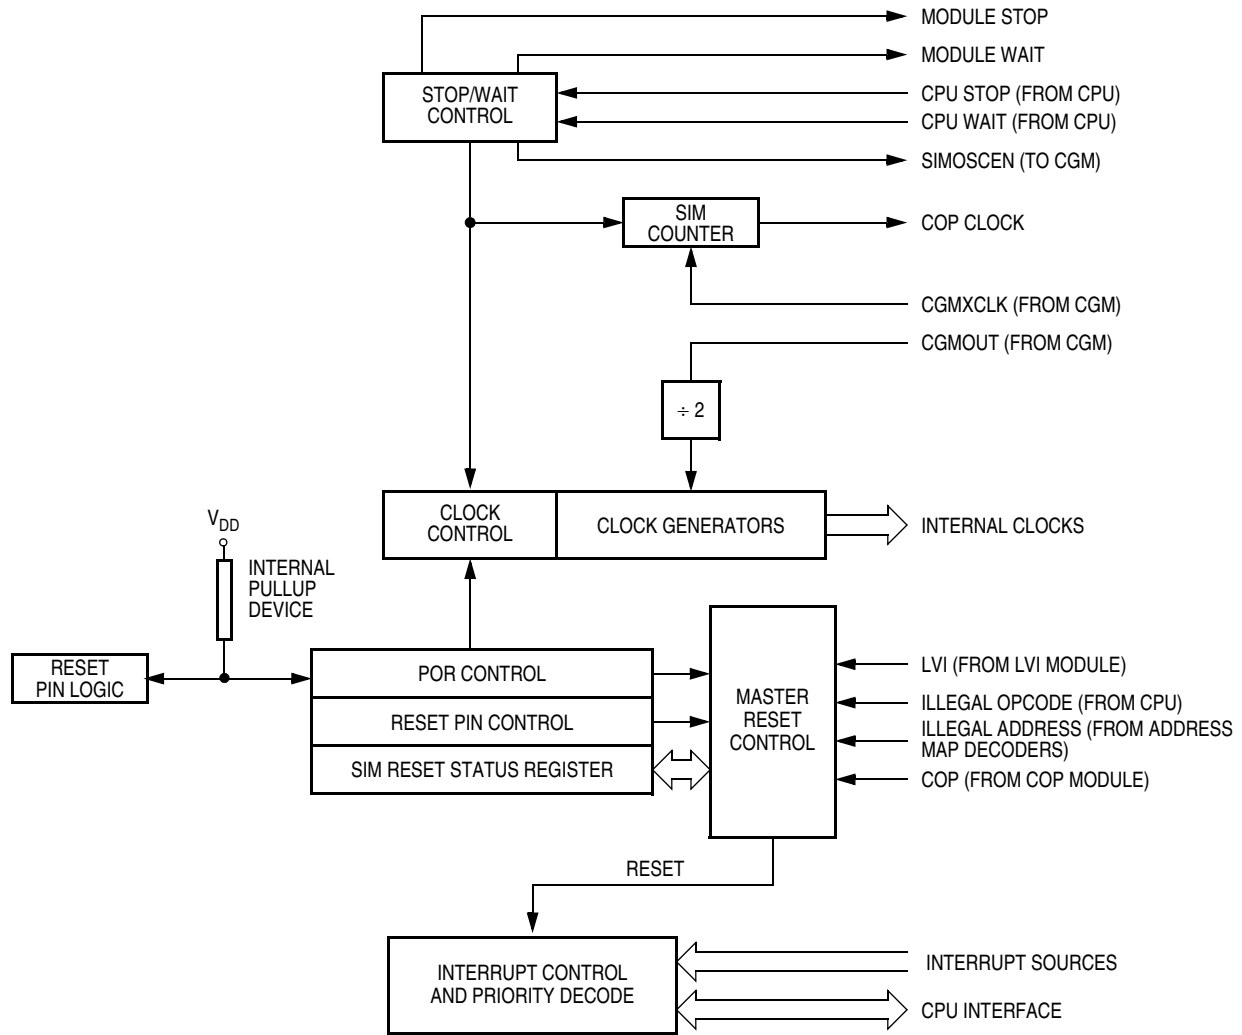 MODULE STOP
MODULE WAIT
STOP/WAIT
CONTROL
CPU STOP (FROM CPU)
CPU WAIT (FROM CPU)
SIMOSCEN (TO CGM)
SIM
COUNTER
COP CLOCK
CGMXCLK (FROM CGM)
CGMOUT (FROM CGM)
÷ 2
CLOCK
CONTROL
CLOCK GENERATORS
INTERNAL CLOCKS
VDD
INTERNAL
PULLUP
DEVICE
RESET
PIN LOGIC
POR CONTROL
RESET PIN CONTROL
SIM RESET STATUS REGISTER
MASTER
RESET
CONTROL
LVI (FROM LVI MODULE)
ILLEGAL OPCODE (FROM CPU)
ILLEGAL ADDRESS (FROM ADDRESS
MAP DECODERS)
COP (FROM COP MODULE)
RESET
INTERRUPT CONTROL
AND PRIORITY DECODE
INTERRUPT SOURCES
CPU INTERFACE